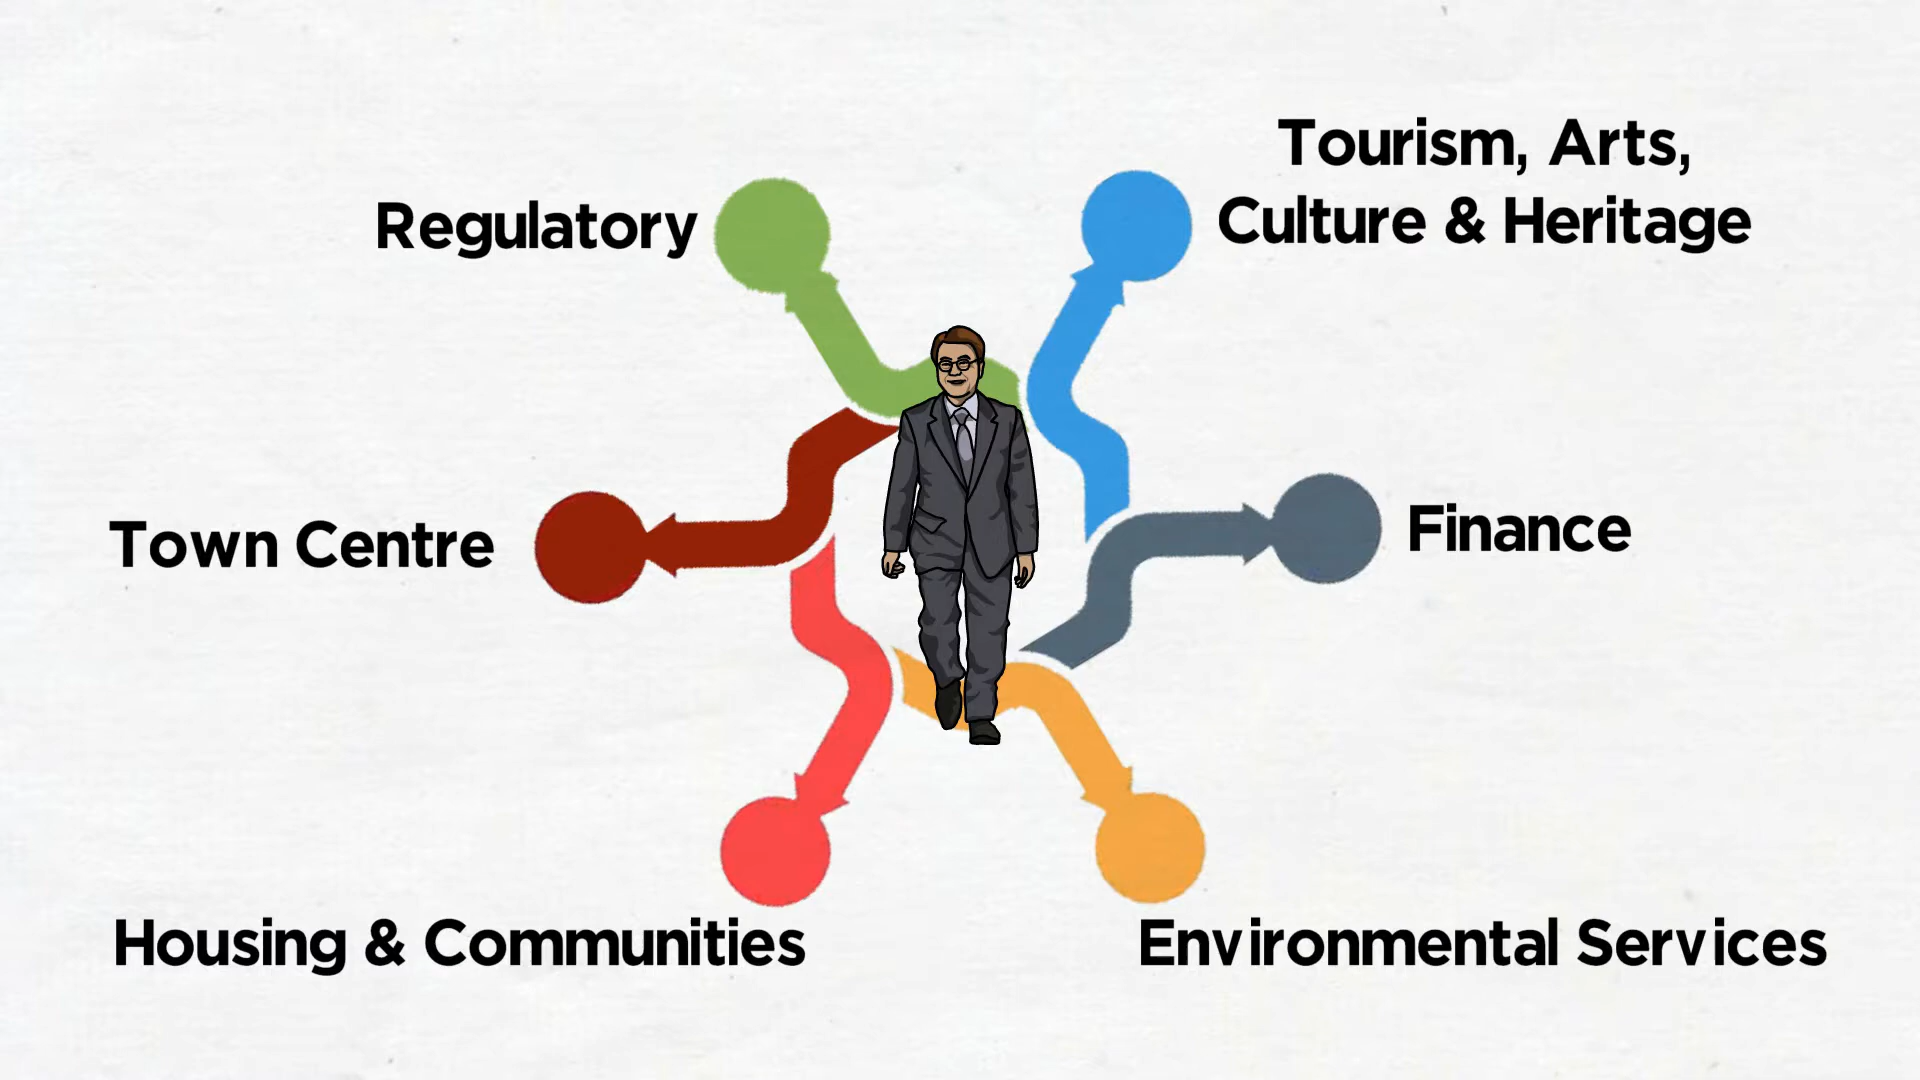 Tourism, Arts,
Culture & Heritage
Regulatory
Town Centre
Finance
Housing & Communities
Environmental Services